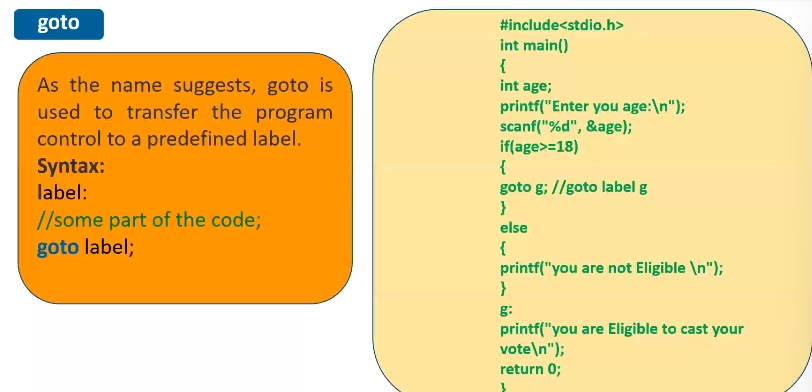 goto
As the name suggests, goto is
used to transfer the program
control to a predefined label.
Syntax:
label:
//some part of the code;
goto label;
#include<stdio.h>
int main()
{
int age;
printf("Enter you age:\n");
scanf("%d", &age);
if(age>=18)
{
goto g; //goto label g
}
else
{
printf("you are not Eligible \n");
}
g:
printf("you are Eligible to cast your
vote\n");
return 0;
}